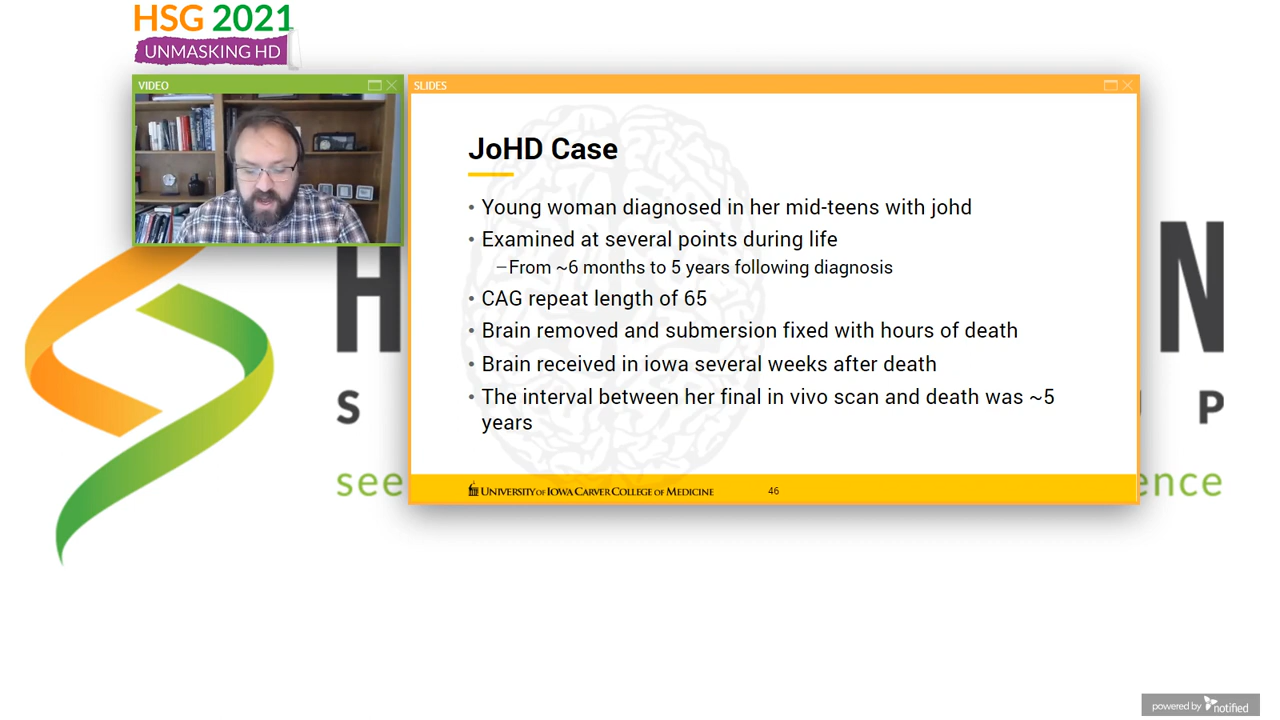 HSG 2021
UNMASKING HD
VIDEO
SLIDES
JoHD Case
• Young woman diagnosed in her mid-teens with johd
• Examined at several points during life
–From ~6 months to 5 years following diagnosis
• CAG repeat length of 65
• Brain removed and submersion fixed with hours of death
• Brain received in iowa several weeks after death
• The interval between her final in vivo scan and death was ~5
years
UNIVERSITY OF IOWA CARVER COLLEGE OF MEDICINE
46
H
N
S
P
see
ence
powered by notified